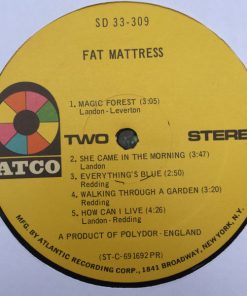 SD 33-309
FAT MATTRESS
1. MAGIC FOREST (3:05)
Landon-Leverton
ATCO
TWO
STEREO
2. SHE CAME IN THE MORNING (3:47)
Landon
3. EVERYTHING'S BLUE (2:50)
Redding
4. WALKING THROUGH A GARDEN (3:20)
Redding
5. HOW CAN I LIVE (4:26)
Landon - Redding
A PRODUCT OF POLYDOR-ENGLAND
(ST-C-691692 PR)
MFG. BY ATLANTIC RECORDING CORP., 1841 BROADWAY, NEW YORK, N.Y.